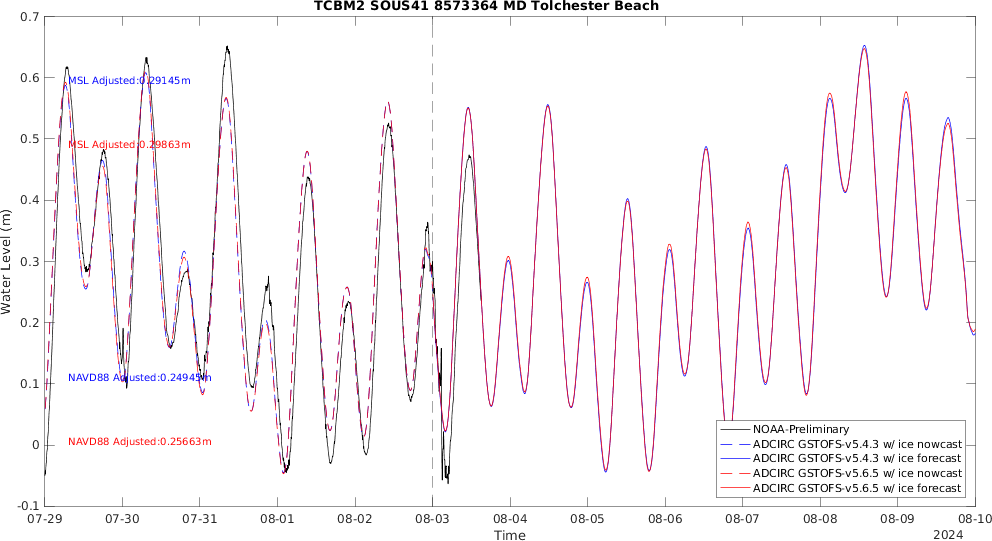 TCBM2 SOUS41 8573364 MD Tolchester Beach
0.7
0.6
0.5
0.4
0.3
0.2
0.1
0
-0.1
Water Level (m)
MSL Adjusted:0.29145m
MSL Adjusted:0.29863m
NAVD88 Adjusted:0.24945m
NAVD88 Adjusted:0.25663m
NOAA-Preliminary
ADCIRC GSTOFS-v5.4.3 w/ ice nowcast
ADCIRC GSTOFS-v5.4.3 w/ ice forecast
ADCIRC GSTOFS-v5.6.5 w/ ice nowcast
ADCIRC GSTOFS-v5.6.5 w/ ice forecast
07-29 07-30 07-31 08-01 08-02 08-03 08-04 08-05 08-06 08-07 08-08 08-09 08-10
Time
2024